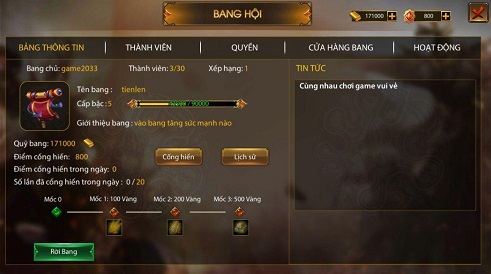 BANG HỘI
171000
800
BẢNG THÔNG TIN
THÀNH VIÊN
QUYỀN
CỬA HÀNG BANG
HOẠT ĐỘNG
Bang chủ: game2033
Thành viên: 3/30
Xếp hạng: 1
TIN TỨC
Cùng nhau chơi game vui vẻ
Tên bang : tienlen
Cấp bậc :5
/ 90000
Giới thiệu bang : vào bang tăng sức mạnh nào
Quỹ bang: 171000
Điểm cống hiến: 800
Điểm cống hiến trong ngày: 0
Số lần đã cống hiến trong ngày : 0 / 20
Cống hiến
Lịch sử
Mốc 0
Mốc 1: 100 Vàng
Mốc 2: 200 Vàng
Mốc 3: 500 Vàng
Rời Bang